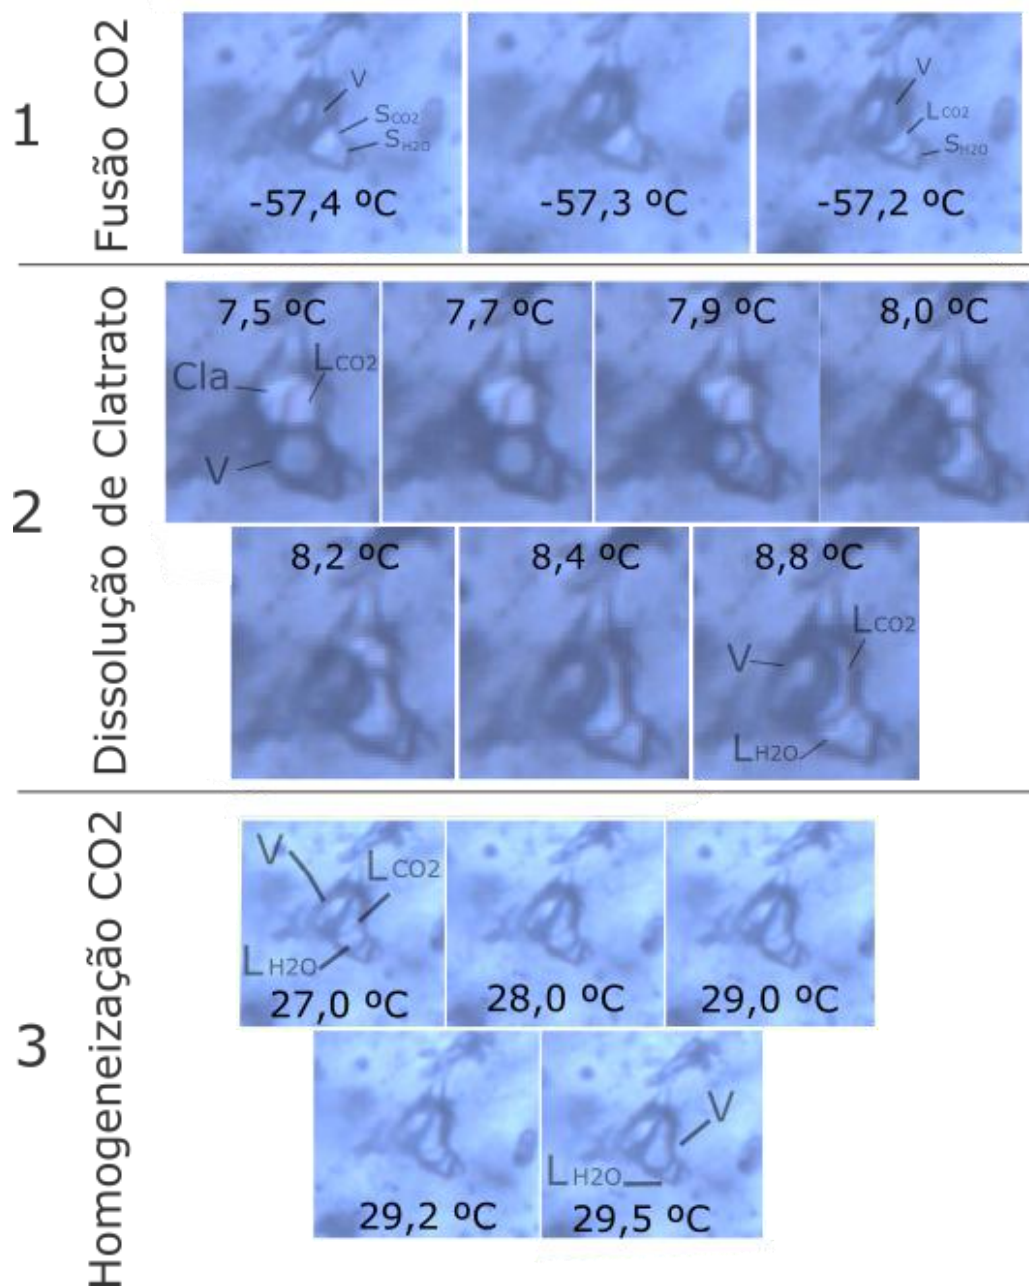 1
Fusão CO2
V
SCO2
SH2O
-57,4 ºC
-57,3 ºC
V
LCO2
SH2O
-57,2 ºC
2
Dissolução de Clatrato
7,5 ºC
Cla
LCO2
V
7,7 ºC
7,9 ºC
8,0 ºC
8,2 ºC
8,4 ºC
8,8 ºC
V
LCO2
LH2O
3
Homogeneização CO2
V
LCO2
LH2O
27,0 ºC
28,0 ºC
29,0 ºC
29,2 ºC
V
LH2O
29,5 ºC